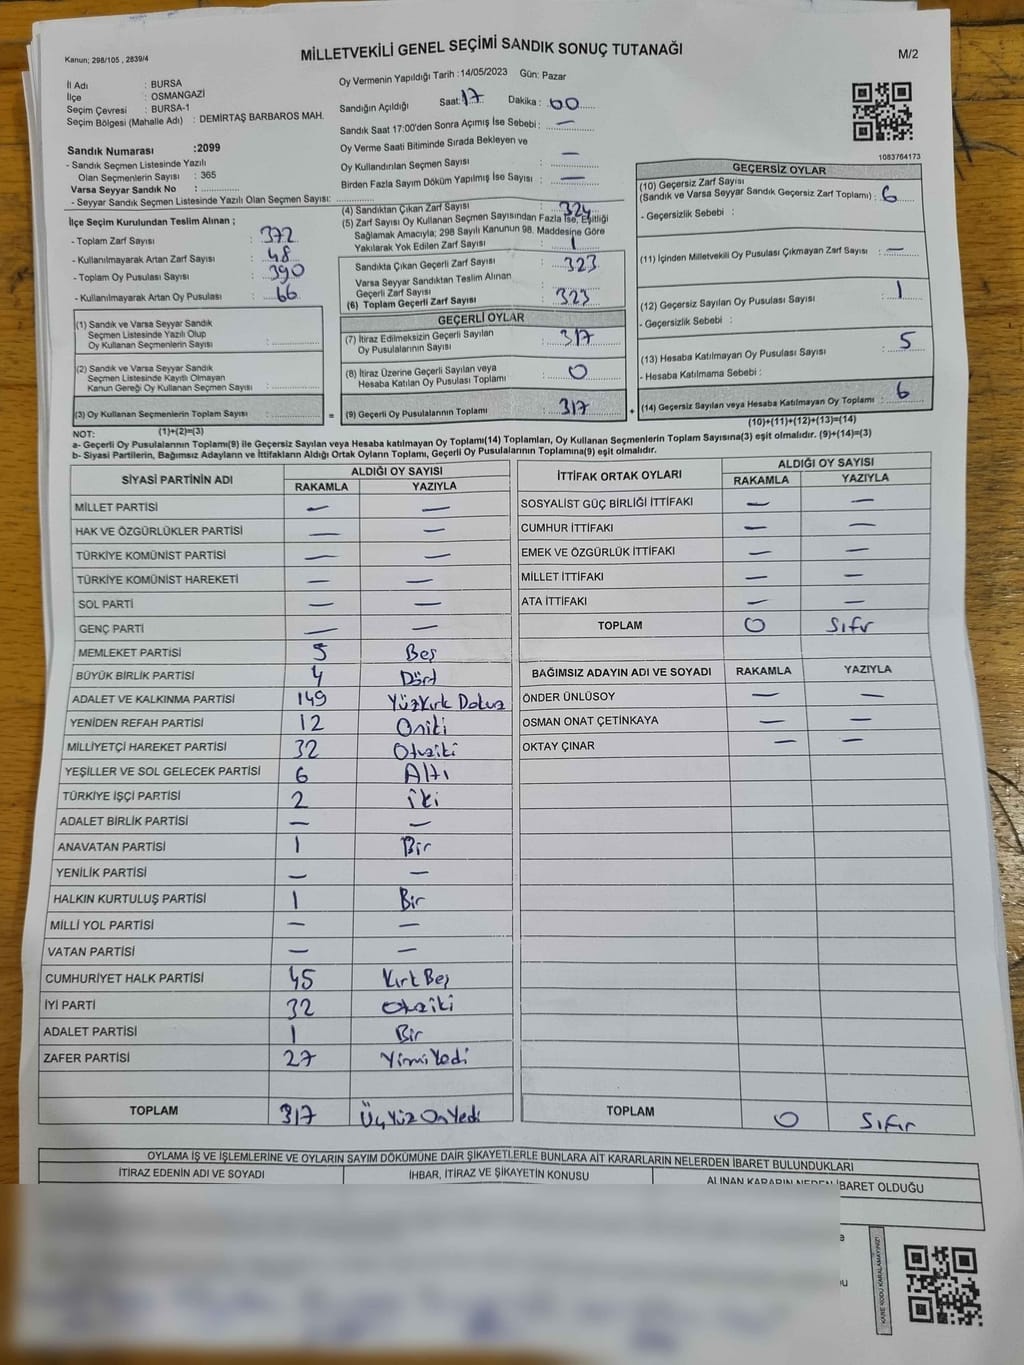 Kanun: 298/105 , 2839/4
MİLLETVEKİLİ GENEL SEÇİMİ SANDIK SONUÇ TUTANAĞI
M/2
İl Adı : BURSA
İlçe : OSMANGAZİ
Seçim Çevresi : BURSA-1
Seçim Bölgesi (Mahalle Adı) : DEMİRTAŞ BARBAROS MAH.
Sandık Numarası :2099
- Sandık Seçmen Listesinde Yazılı
Olan Seçmenlerin Sayısı : 365
Varsa Seyyar Sandık No : ..............
- Seyyar Sandık Listesinde Yazılı Olan Seçmen Sayısı: ..............
Oy Vermenin Yapıldığı Tarih :14/05/2023 Gün: Pazar
Sandığın Açıldığı Saat: 17 Dakika : 00
Sandık Saat 17:00'den Sonra Açımış İse Sebebi : —
Oy Verme Saati Bitiminde Sırada Bekleyen ve
Oy Kullandırılan Seçmen Sayısı : —
Birden Fazla Sayım Döküm Yapılmış İse Sayısı : —
1083764173
İlçe Seçim Kurulundan Teslim Alınan ;
- Toplam Zarf Sayısı : 372
- Kullanılmayarak Artan Zarf Sayısı : 48
- Toplam Oy Pusulası Sayısı : 390
- Kullanılmayarak Artan Oy Pusulası : 66
(1) Sandık ve Varsa Seyyar Sandık
Seçmen Listesinde Yazılı Olup
Oy Kullanan Seçmenlerin Sayısı : ..............
(2) Sandık ve Varsa Seyyar Sandık
Seçmen Listesinde Kayıtlı Olmayan
Kanun Gereği Oy Kullanan Seçmen Sayısı : ..............
(3) Oy Kullanan Seçmenlerin Toplam Sayısı : ..............
(1)+(2)=(3)
(4) Sandıktan Çıkan Zarf Sayısı : 324
(5) Zarf Sayısı Oy Kullanan Seçmen Sayısından Fazla İse, Eşitliği
Sağlamak Amacıyla; 298 Sayılı Kanunun 98. Maddesine Göre
Yakılarak Yok Edilen Zarf Sayısı : 1
Sandıkta Çıkan Geçerli Zarf Sayısı : 323
Varsa Seyyar Sandıktan Teslim Alınan
Geçerli Zarf Sayısı
(6) Toplam Geçerli Zarf Sayısı : 323
GEÇERLİ OYLAR
(7) İtiraz Edilmeksizin Geçerli Sayılan
Oy Pusulalarının Sayısı : 317
(8) İtiraz Üzerine Geçerli Sayılan veya
Hesaba Katılan Oy Pusulası Toplamı : 0
= (9) Geçerli Oy Pusulalarının Toplamı : 317 +
GEÇERSİZ OYLAR
(10) Geçersiz Zarf Sayısı
(Sandık ve Varsa Seyyar Sandık Geçersiz Zarf Toplamı) : 6
- Geçersizlik Sebebi :
(11) İçinden Milletvekili Oy Pusulası Çıkmayan Zarf Sayısı : —
(12) Geçersiz Sayılan Oy Pusulası Sayısı : 1
- Geçersizlik Sebebi :
(13) Hesaba Katılmayan Oy Pusulası Sayısı : 5
- Hesaba Katılmama Sebebi :
(14) Geçersiz Sayılan veya Hesaba Katılmayan Oy Toplamı : 6
(10)+(11)+(12)+(13)=(14)
NOT:
a- Geçerli Oy Pusulalarının Toplamı(9) ile Geçersiz Sayılan veya Hesaba katılmayan Oy Toplamı(14) Toplamları, Oy Kullanan Seçmenlerin Toplam Sayısına(3) eşit olmalıdır. (9)+(14)=(3)
b- Siyasi Partilerin, Bağımsız Adayların ve İttifakların Aldığı Ortak Oyların Toplamı, Geçerli Oy Pusulalarının Toplamına(9) eşit olmalıdır.
SİYASİ PARTİNİN ADI ALDIĞI OY SAYISI
RAKAMLA YAZIYLA
MİLLET PARTİSİ — —
HAK VE ÖZGÜRLÜKLER PARTİSİ — —
TÜRKİYE KOMÜNİST PARTİSİ — —
TÜRKİYE KOMÜNİST HAREKETİ — —
SOL PARTİ — —
GENÇ PARTİ — —
MEMLEKET PARTİSİ 5 Beş
BÜYÜK BİRLİK PARTİSİ 4 Dört
ADALET VE KALKINMA PARTİSİ 149 Yüzkırk Dokuz
YENİDEN REFAH PARTİSİ 12 Oniki
MİLLİYETÇİ HAREKET PARTİSİ 32 Otuziki
YEŞİLLER VE SOL GELECEK PARTİSİ 6 Altı
TÜRKİYE İŞÇİ PARTİSİ 2 İki
ADALET BİRLİK PARTİSİ — —
ANAVATAN PARTİSİ 1 Bir
YENİLİK PARTİSİ — —
HALKIN KURTULUŞ PARTİSİ 1 Bir
MİLLİ YOL PARTİSİ — —
VATAN PARTİSİ — —
CUMHURİYET HALK PARTİSİ 45 Kırk Beş
İYİ PARTİ 32 Otuziki
ADALET PARTİSİ 1 Bir
ZAFER PARTİSİ 27 Yirmi Yedi
TOPLAM 317 Üç Yüz On Yedi
İTTİFAK ORTAK OYLARI ALDIĞI OY SAYISI
RAKAMLA YAZIYLA
SOSYALİST GÜÇ BİRLİĞİ İTTİFAKI — —
CUMHUR İTTİFAKI — —
EMEK VE ÖZGÜRLÜK İTTİFAKI — —
MİLLET İTTİFAKI — —
ATA İTTİFAKI — —
TOPLAM 0 Sıfır
BAĞIMSIZ ADAYIN ADI VE SOYADI RAKAMLA YAZIYLA
ÖNDER ÜNLÜSOY — —
OSMAN ONAT ÇETİNKAYA — —
OKTAY ÇINAR — —
TOPLAM 0 Sıfır
OYLAMA İŞ VE İŞLEMLERİNE VE OYLARIN SAYIM DÖKÜMÜNE DAİR ŞİKAYETLERLE BUNLARA AİT KARARLARIN NELERDEN İBARET BULUNDUKLARI
İTİRAZ EDENİN ADI VE SOYADI İHBAR, İTİRAZ VE ŞİKAYETİN KONUSU ALINAN KARARIN NEDEN İBARET OLDUĞU